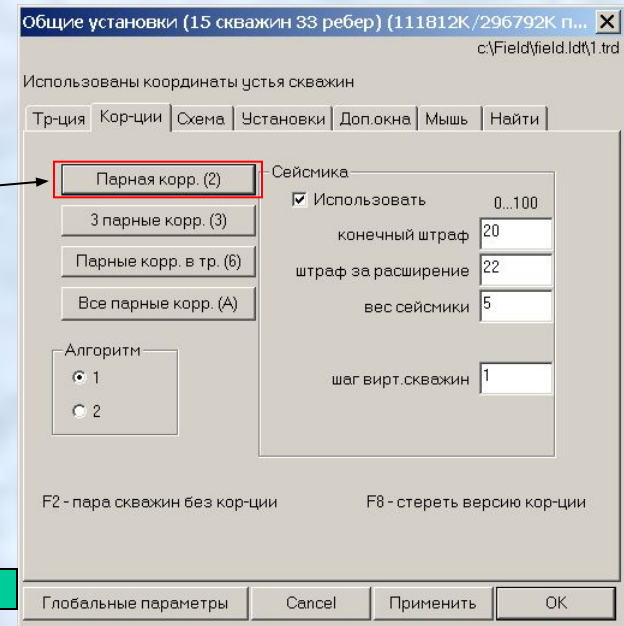 Общие установки (15 скважин 33 ребер) (111812K/296792K п...
c:\Field\field.ldt\1.trd
Использованы координаты устья скважин
Тр-ция Кор-ции Схема Установки Доп.окна Мышь Найти
Парная корр. (2)
3 парные корр. (3)
Парные корр. в тр. (6)
Все парные корр. (А)
Алгоритм
1
2
Сейсмика
Использовать 0...100
конечный штраф 20
штраф за расширение 22
вес сейсмики 5
шаг вирт.скважин 1
F2 - пара скважин без кор-ции F8 - стереть версию кор-ции
Глобальные параметры Cancel Применить OK